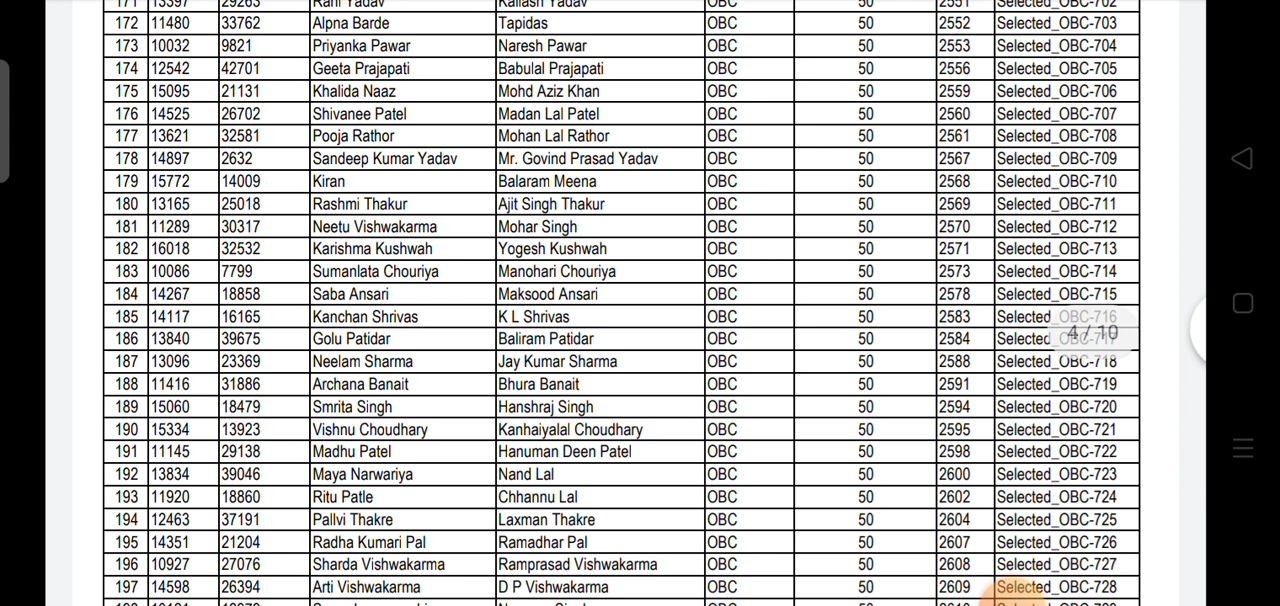 171 13397 29263 Rani Yadav Kailash Yadav OBC 50 2551 Selected_OBC-702
172 11480 33762 Alpna Barde Tapidas OBC 50 2552 Selected_OBC-703
173 10032 9821 Priyanka Pawar Naresh Pawar OBC 50 2553 Selected_OBC-704
174 12542 42701 Geeta Prajapati Babulal Prajapati OBC 50 2556 Selected_OBC-705
175 15095 21131 Khalida Naaz Mohd Aziz Khan OBC 50 2559 Selected_OBC-706
176 14525 26702 Shivanee Patel Madan Lal Patel OBC 50 2560 Selected_OBC-707
177 13621 32581 Pooja Rathor Mohan Lal Rathor OBC 50 2561 Selected_OBC-708
178 14897 2632 Sandeep Kumar Yadav Mr. Govind Prasad Yadav OBC 50 2567 Selected_OBC-709
179 15772 14009 Kiran Balaram Meena OBC 50 2568 Selected_OBC-710
180 13165 25018 Rashmi Thakur Ajit Singh Thakur OBC 50 2569 Selected_OBC-711
181 11289 30317 Neetu Vishwakarma Mohar Singh OBC 50 2570 Selected_OBC-712
182 16018 32532 Karishma Kushwah Yogesh Kushwah OBC 50 2571 Selected_OBC-713
183 10086 7799 Sumanlata Chouriya Manohari Chouriya OBC 50 2573 Selected_OBC-714
184 14267 18858 Saba Ansari Maksood Ansari OBC 50 2578 Selected_OBC-715
185 14117 16165 Kanchan Shrivas K L Shrivas OBC 50 2583 Selected_OBC-716
4 / 10
186 13840 39675 Golu Patidar Baliram Patidar OBC 50 2584 Selected_OBC-717
187 13096 23369 Neelam Sharma Jay Kumar Sharma OBC 50 2588 Selected_OBC-718
188 11416 31886 Archana Banait Bhura Banait OBC 50 2591 Selected_OBC-719
189 15060 18479 Smrita Singh Hanshraj Singh OBC 50 2594 Selected_OBC-720
190 15334 13923 Vishnu Choudhary Kanhaiyalal Choudhary OBC 50 2595 Selected_OBC-721
191 11145 29138 Madhu Patel Hanuman Deen Patel OBC 50 2598 Selected_OBC-722
192 13834 39046 Maya Narwariya Nand Lal OBC 50 2600 Selected_OBC-723
193 11920 18860 Ritu Patle Chhannu Lal OBC 50 2602 Selected_OBC-724
194 12463 37191 Pallvi Thakre Laxman Thakre OBC 50 2604 Selected_OBC-725
195 14351 21204 Radha Kumari Pal Ramadhar Pal OBC 50 2607 Selected_OBC-726
196 10927 27076 Sharda Vishwakarma Ramprasad Vishwakarma OBC 50 2608 Selected_OBC-727
197 14598 26394 Arti Vishwakarma D P Vishwakarma OBC 50 2609 Selected_OBC-728